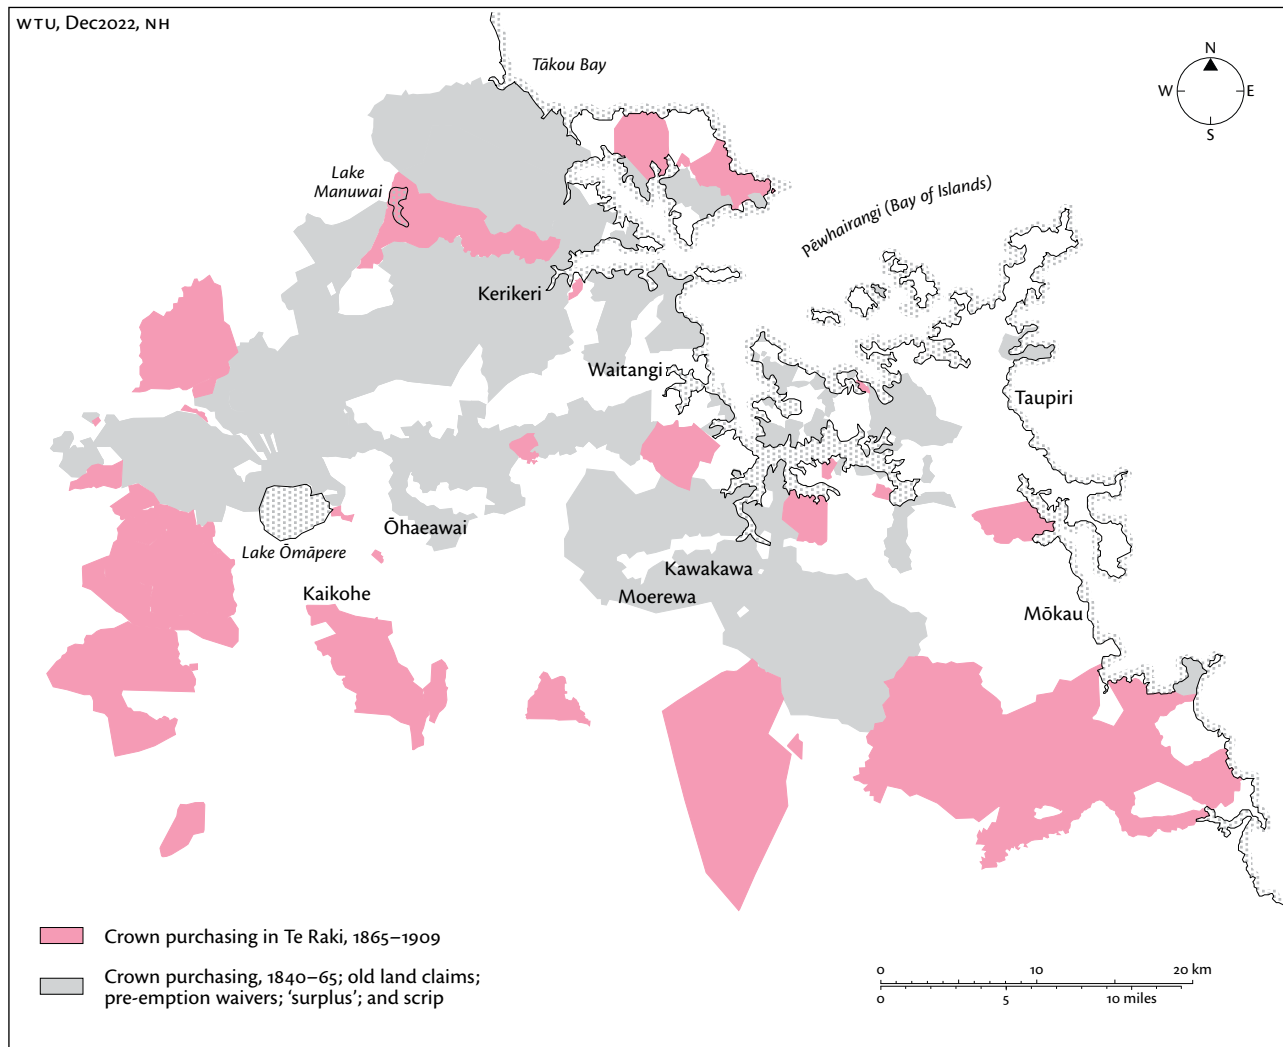 WTU, Dec2022, NH
N
W
E
S
Tākou Bay
Lake
Manuwai
Pēwhairangi (Bay of Islands)
Kerikeri
Waitangi
Taupiri
Ōhaeawai
Lake Ōmāpere
Kawakawa
Kaikohe
Moerewa
Mōkau
Crown purchasing in Te Raki, 1865–1909
Crown purchasing, 1840–65; old land claims;
pre-emption waivers; ‘surplus’; and scrip
0 10 20 km
0 5 10 miles